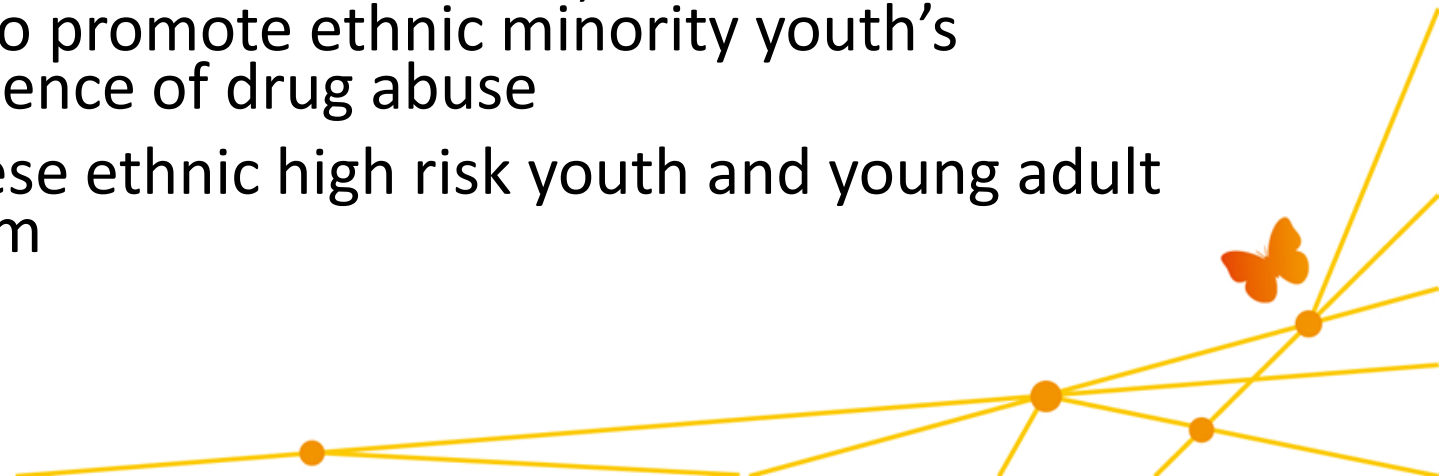 o promote ethnic minority youth’s
ence of drug abuse
ese ethnic high risk youth and young adult
m